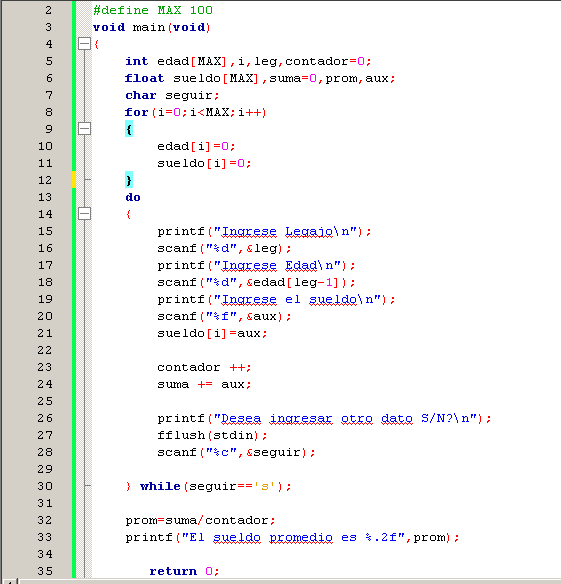 2 #define MAX 100
3 void main(void)
4 {
5 int edad[MAX],i,leg,contador=0;
6 float sueldo[MAX],suma=0,prom,aux;
7 char seguir;
8 for(i=0;i<MAX;i++)
9 {
10 edad[i]=0;
11 sueldo[i]=0;
12 }
13 do
14 {
15 printf("Ingrese Legajo\n");
16 scanf("%d",&leg);
17 printf("Ingrese Edad\n");
18 scanf("%d",&edad[leg-1]);
19 printf("Ingrese el sueldo\n");
20 scanf("%f",&aux);
21 sueldo[i]=aux;
22
23 contador ++;
24 suma += aux;
25
26 printf("Desea ingresar otro dato S/N?\n");
27 fflush(stdin);
28 scanf("%c",&seguir);
29
30 } while(seguir=='s');
31
32 prom=suma/contador;
33 printf("El sueldo promedio es %.2f",prom);
34
35 return 0;